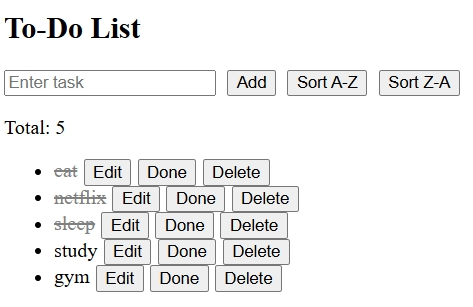 To-Do List
Enter task Add Sort A-Z Sort Z-A
Total: 5
eat Edit Done Delete
netflix Edit Done Delete
sleep Edit Done Delete
study Edit Done Delete
gym Edit Done Delete